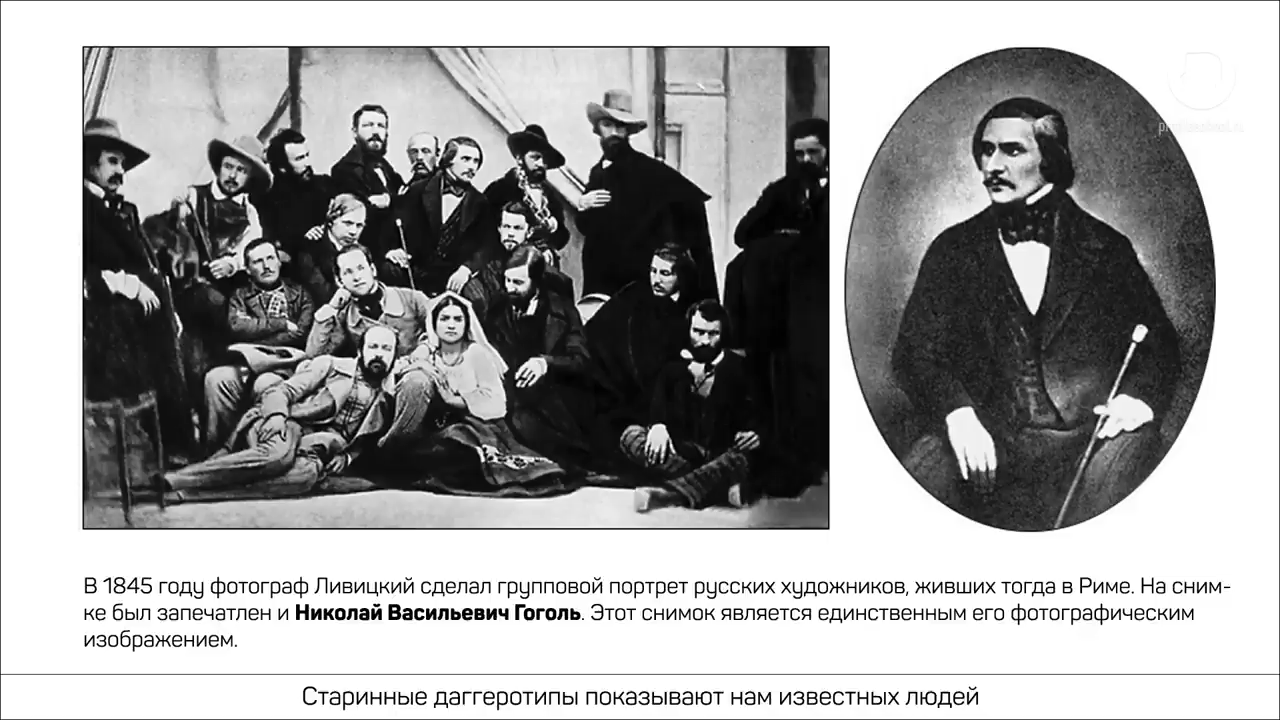 В 1845 году фотограф Ливицкий сделал групповой портрет русских художников, живших тогда в Риме. На сним-
ке был запечатлен и Николай Васильевич Гоголь. Этот снимок является единственным его фотографическим
изображением.
Старинные даггеротипы показывают нам известных людей